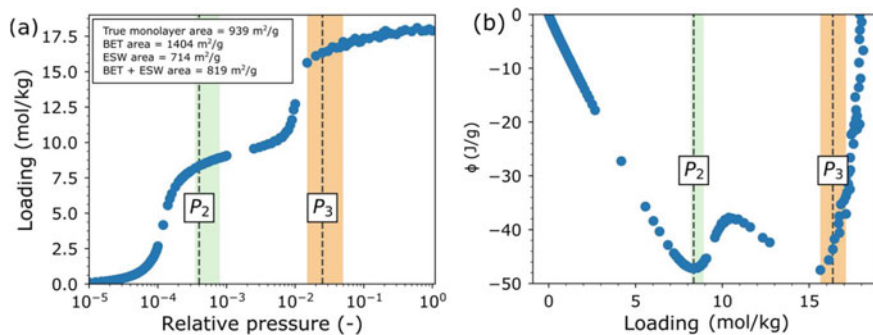 (a)
True monolayer area = 939 m²/g
BET area = 1404 m²/g
ESW area = 714 m²/g
BET + ESW area = 819 m²/g
17.5
15.0
12.5
10.0
7.5
5.0
2.5
0.0
Loading (mol/kg)
P₂
P₃
10⁻⁵ 10⁻⁴ 10⁻³ 10⁻² 10⁻¹ 10⁰
Relative pressure (-)
(b)
0
−10
−20
−30
−40
−50
ϕ (J/g)
P₂
P₃
0 5 10 15
Loading (mol/kg)